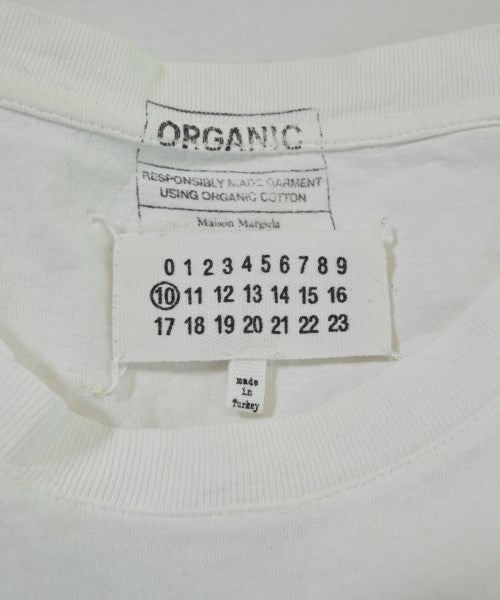 ORGANIC
RESPONSIBLY MADE GARMENT
USING ORGANIC COTTON
Maison Margiela
0 1 2 3 4 5 6 7 8 9
10 11 12 13 14 15 16
17 18 19 20 21 22 23
made
in
Turkey